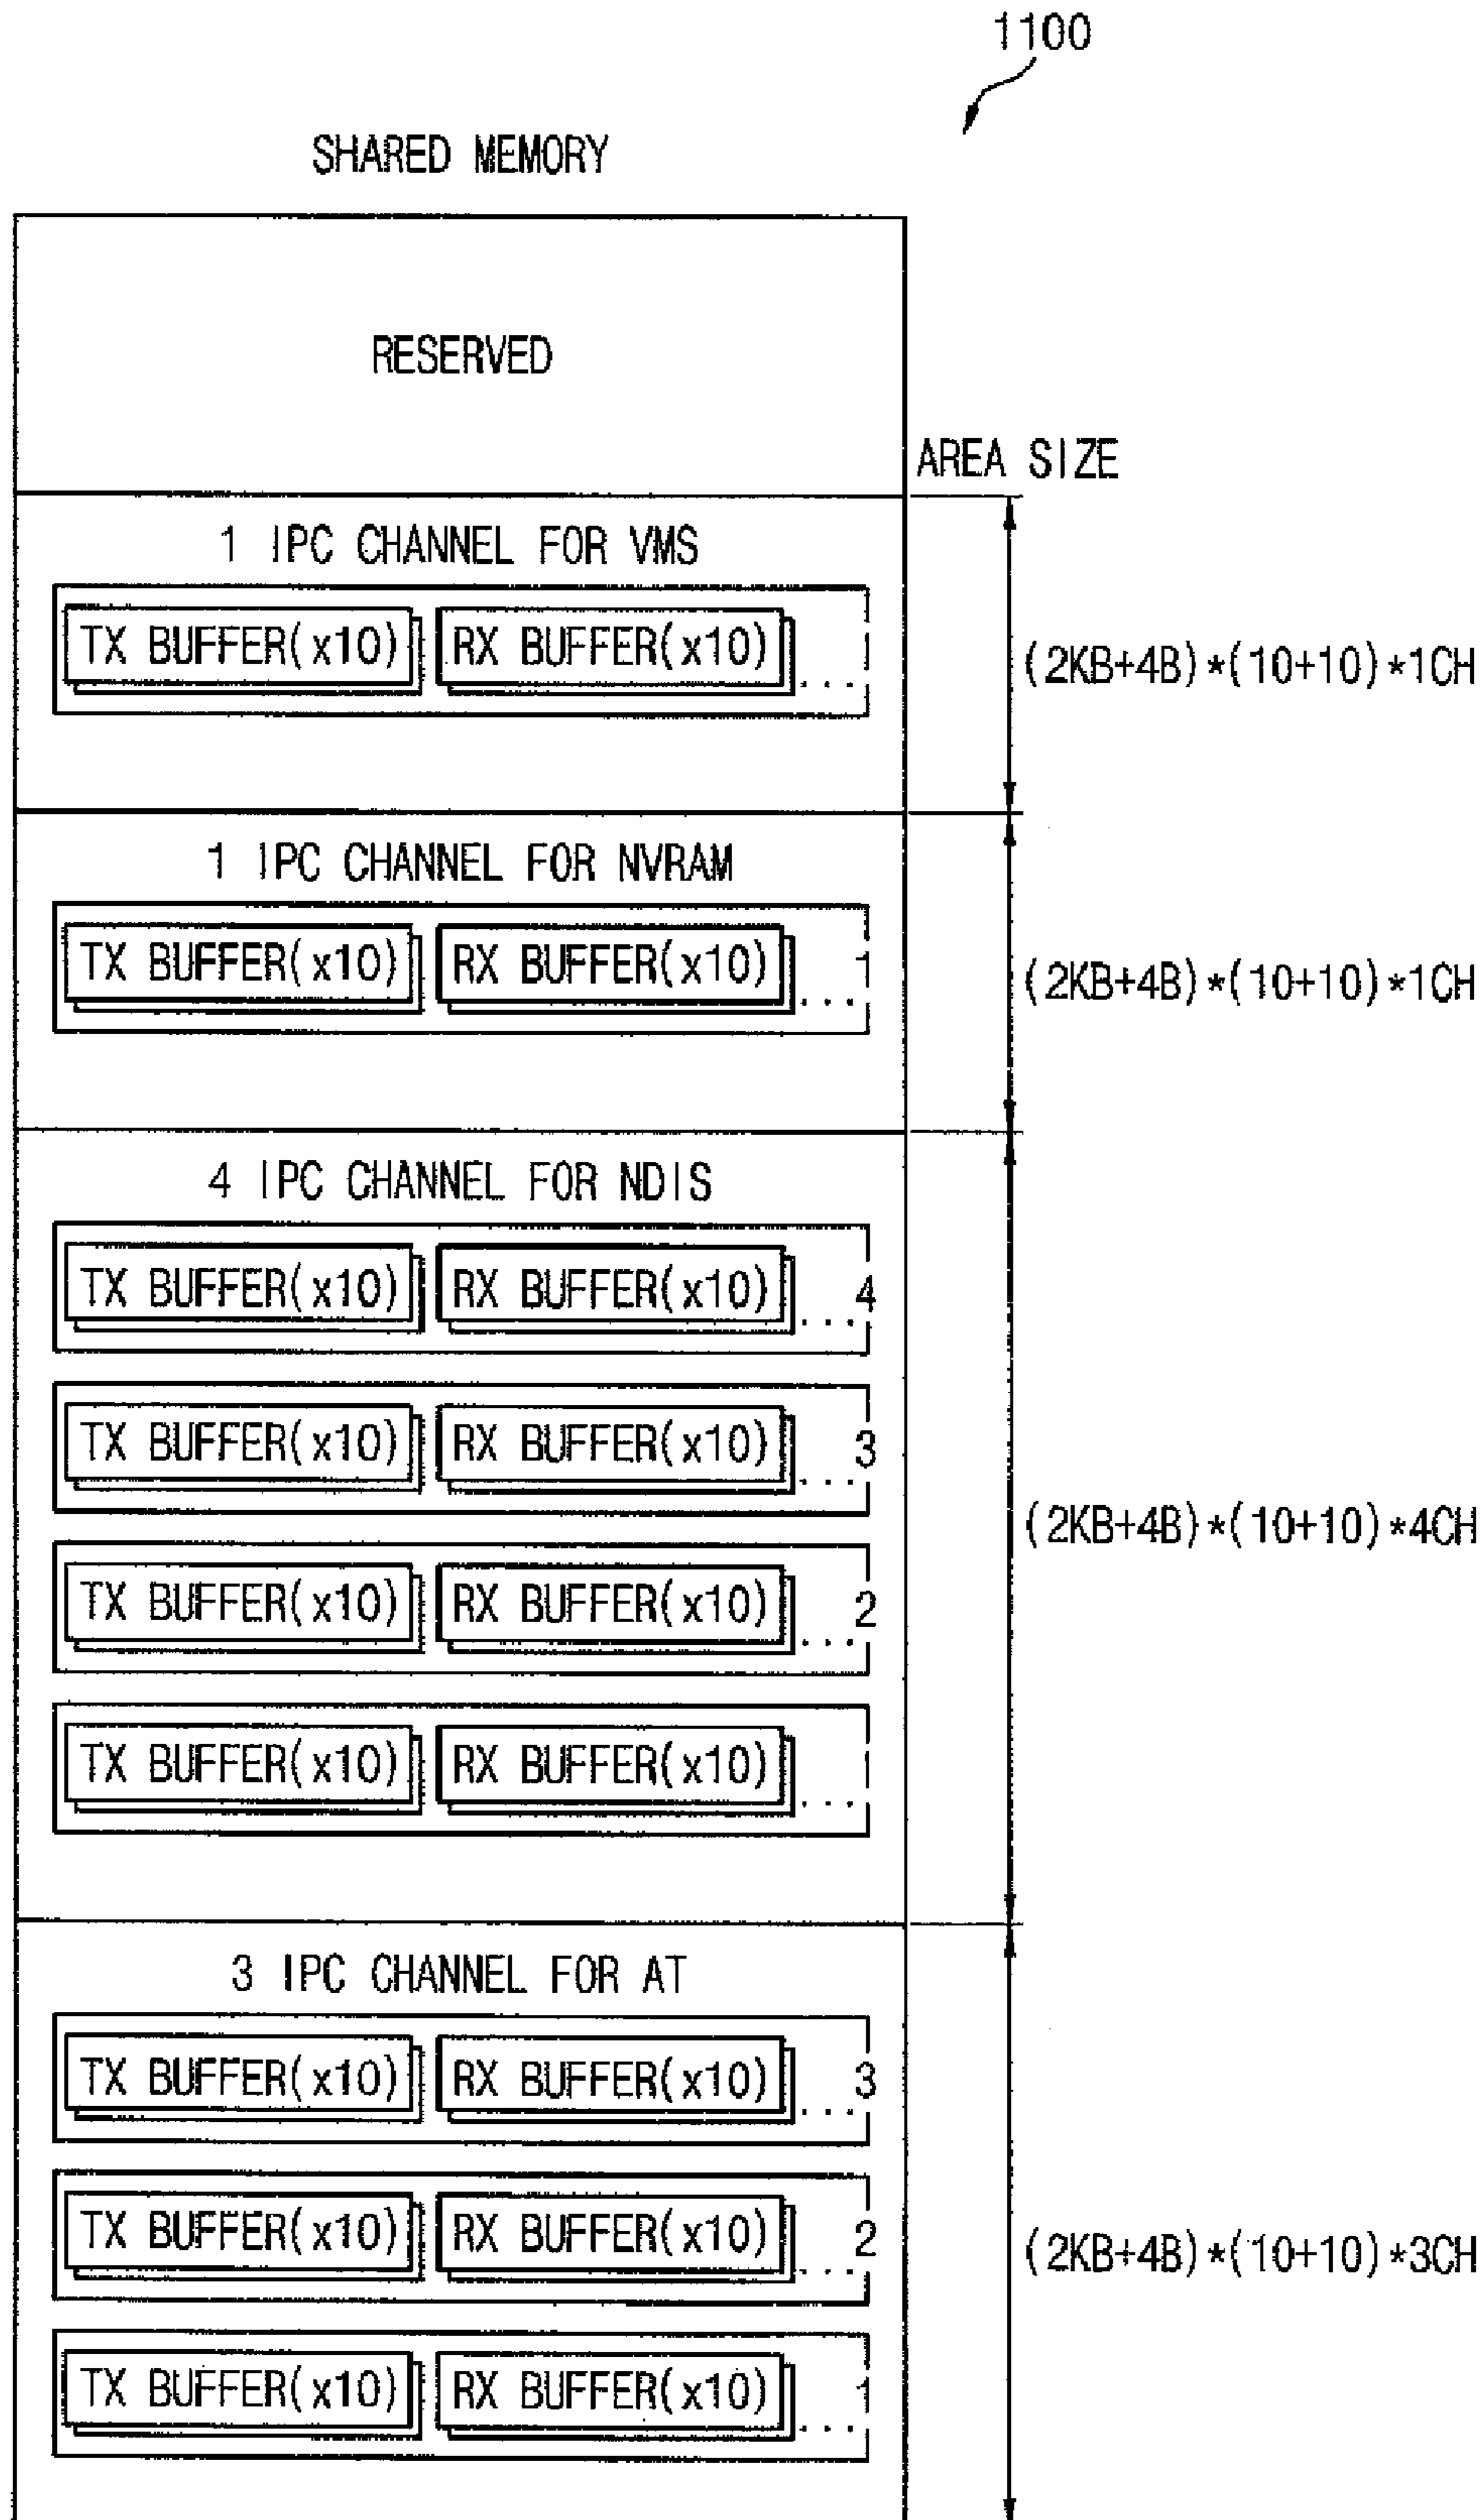 1100
SHARED MEMORY
RESERVED
AREA SIZE
1 IPC CHANNEL FOR VMS
TX BUFFER(x10) RX BUFFER(x10) ... 1
(2KB+4B)*(10+10)*1CH
1 IPC CHANNEL FOR NVRAM
TX BUFFER(x10) RX BUFFER(x10) ... 1
(2KB+4B)*(10+10)*1CH
4 IPC CHANNEL FOR NDIS
TX BUFFER(x10) RX BUFFER(x10) ... 4
TX BUFFER(x10) RX BUFFER(x10) ... 3
(2KB+4B)*(10+10)*4CH
TX BUFFER(x10) RX BUFFER(x10) ... 2
TX BUFFER(x10) RX BUFFER(x10) ... 1
3 IPC CHANNEL FOR AT
TX BUFFER(x10) RX BUFFER(x10) ... 3
TX BUFFER(x10) RX BUFFER(x10) ... 2
(2KB+4B)*(10+10)*3CH
TX BUFFER(x10) RX BUFFER(x10) ... 1